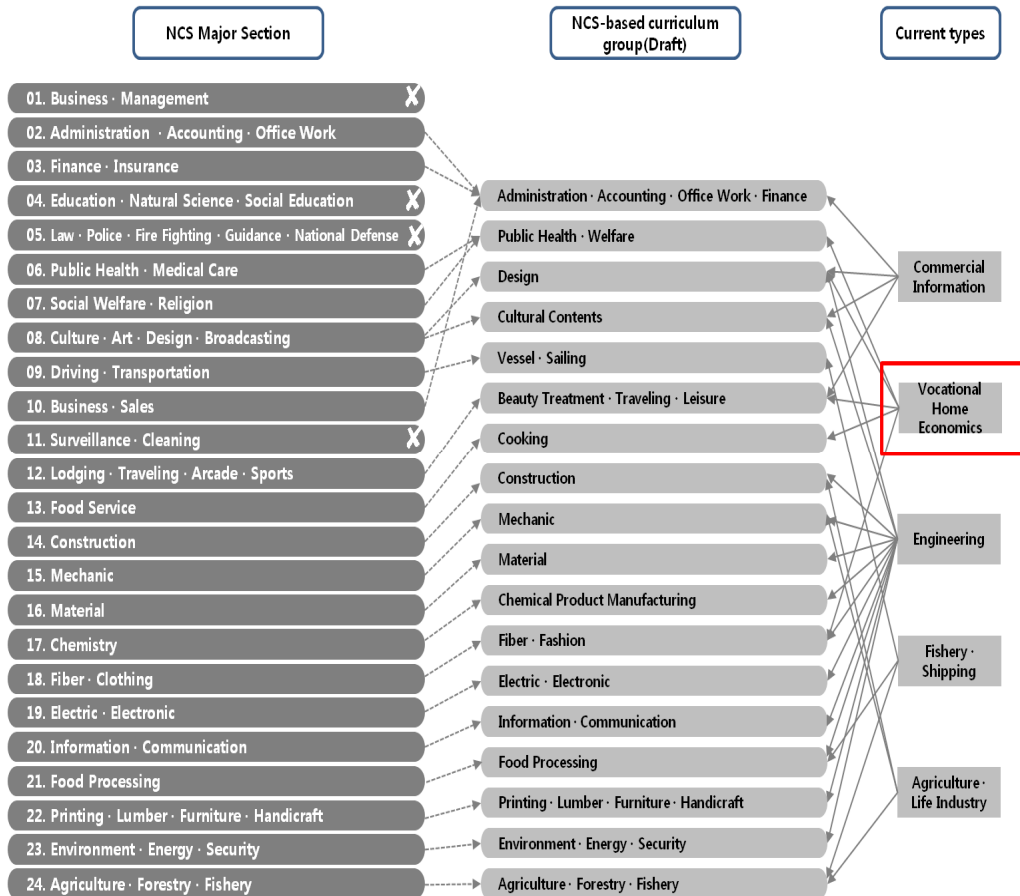 NCS Major Section
NCS-based curriculum
group(Draft)
Current types
01. Business · Management
02. Administration · Accounting · Office Work
03. Finance · Insurance
04. Education · Natural Science · Social Education
05. Law · Police · Fire Fighting · Guidance · National Defense
06. Public Health · Medical Care
07. Social Welfare · Religion
08. Culture · Art · Design · Broadcasting
09. Driving · Transportation
10. Business · Sales
11. Surveillance · Cleaning
12. Lodging · Traveling · Arcade · Sports
13. Food Service
14. Construction
15. Mechanic
16. Material
17. Chemistry
18. Fiber · Clothing
19. Electric · Electronic
20. Information · Communication
21. Food Processing
22. Printing · Lumber · Furniture · Handicraft
23. Environment · Energy · Security
24. Agriculture · Forestry · Fishery
Administration · Accounting · Office Work · Finance
Public Health · Welfare
Design
Cultural Contents
Vessel · Sailing
Beauty Treatment · Traveling · Leisure
Cooking
Construction
Mechanic
Material
Chemical Product Manufacturing
Fiber · Fashion
Electric · Electronic
Information · Communication
Food Processing
Printing · Lumber · Furniture · Handicraft
Environment · Energy · Security
Agriculture · Forestry · Fishery
Commercial
Information
Vocational
Home
Economics
Engineering
Fishery ·
Shipping
Agriculture ·
Life Industry